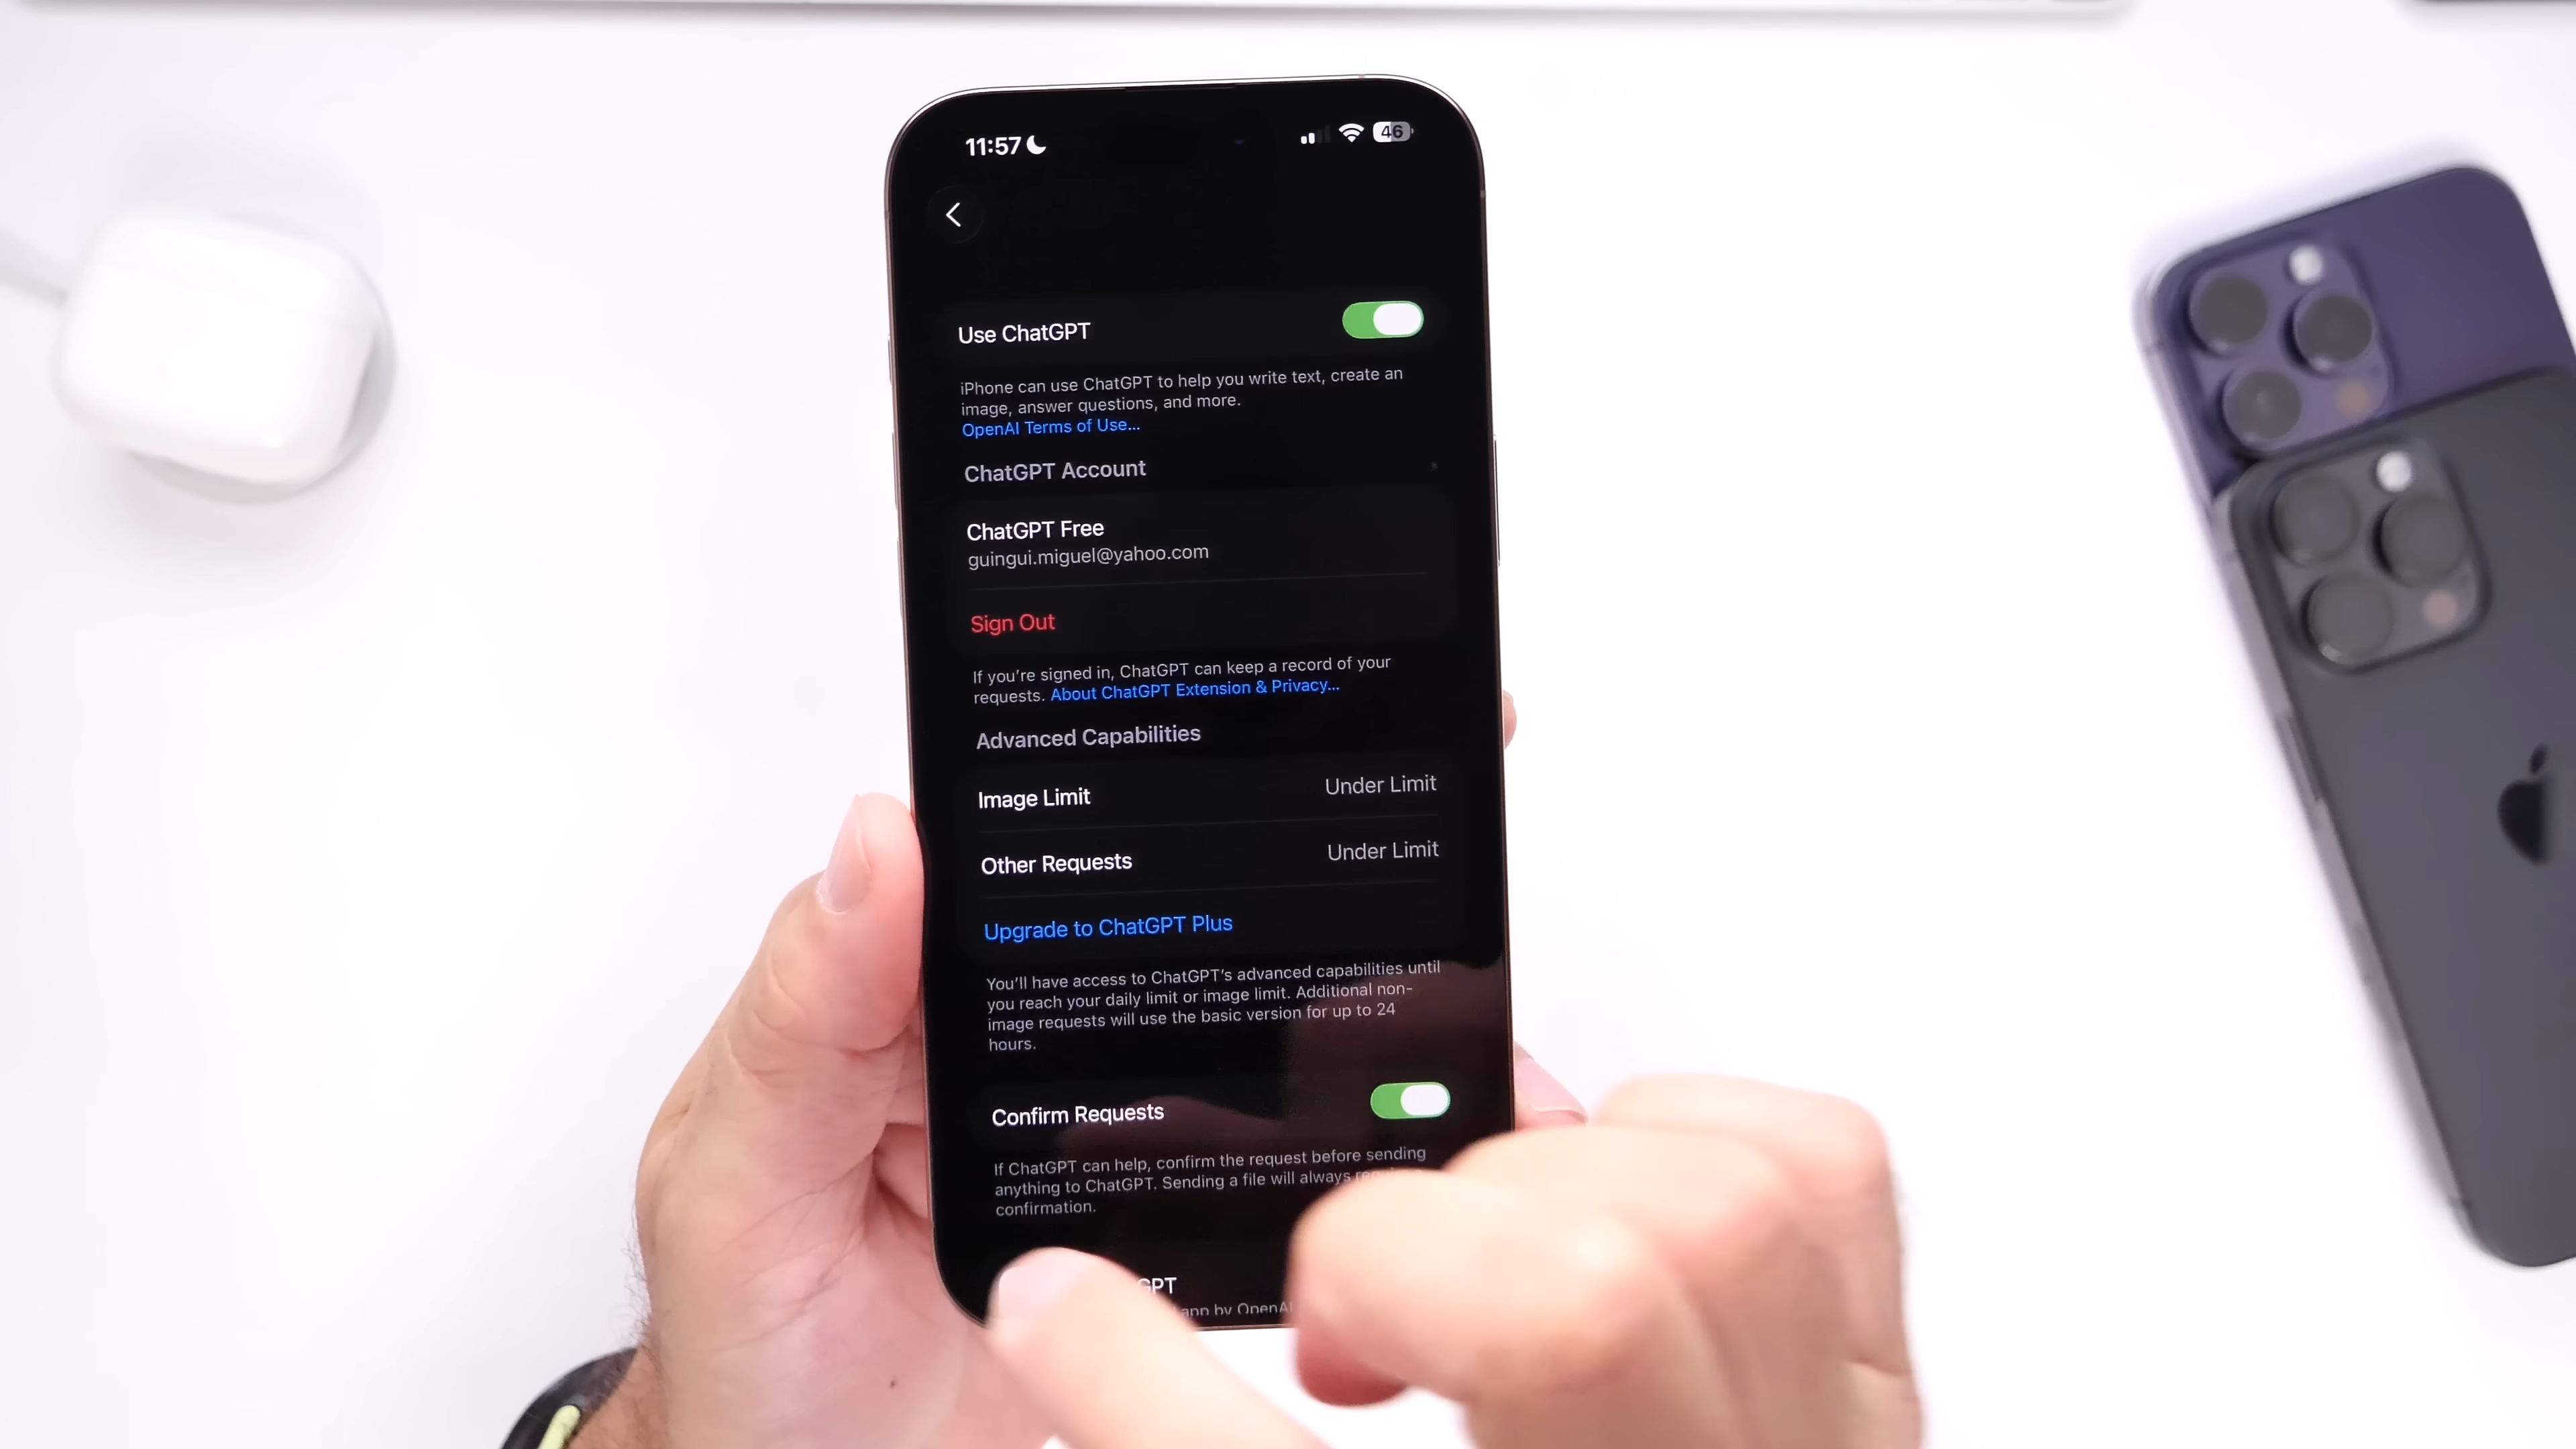 11:57
46
Use ChatGPT
iPhone can use ChatGPT to help you write text, create an
image, answer questions, and more.
OpenAI Terms of Use...
ChatGPT Account
ChatGPT Free
guingui.miguel@yahoo.com
Sign Out
If you're signed in, ChatGPT can keep a record of your
requests. About ChatGPT Extension & Privacy...
Advanced Capabilities
Image Limit
Under Limit
Other Requests
Under Limit
Upgrade to ChatGPT Plus
You'll have access to ChatGPT's advanced capabilities until
you reach your daily limit or image limit. Additional non-
image requests will use the basic version for up to 24
hours.
Confirm Requests
If ChatGPT can help, confirm the request before sending
anything to ChatGPT. Sending a file will always
confirmation.
GPT
app by OpenAI